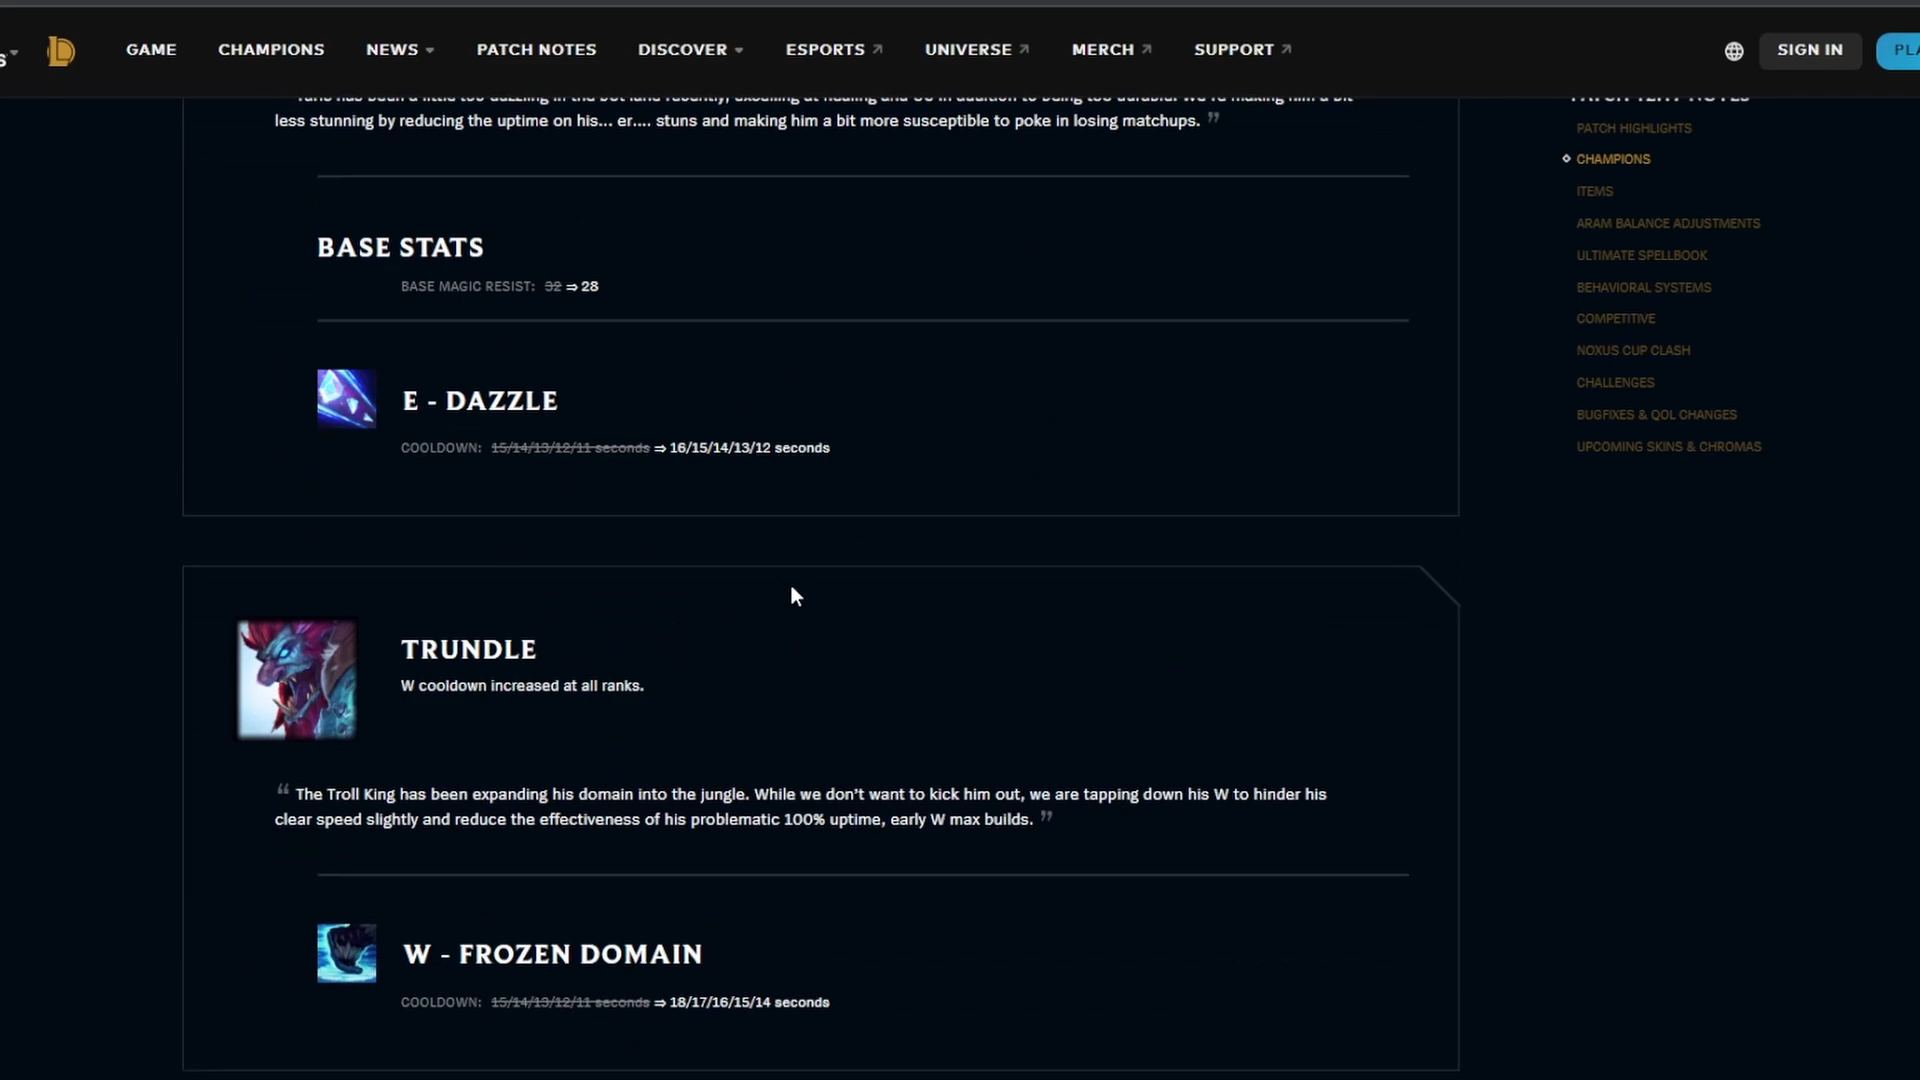 GAME CHAMPIONS NEWS PATCH NOTES DISCOVER ESPORTS UNIVERSE MERCH SUPPORT SIGN IN
less stunning by reducing the uptime on his... er.... stuns and making him a bit more susceptible to poke in losing matchups. ”
BASE STATS
BASE MAGIC RESIST: 32 ⇒ 28
E - DAZZLE
COOLDOWN: 15/14/13/12/11 seconds ⇒ 16/15/14/13/12 seconds
TRUNDLE
W cooldown increased at all ranks.
“ The Troll King has been expanding his domain into the jungle. While we don't want to kick him out, we are tapping down his W to hinder his
clear speed slightly and reduce the effectiveness of his problematic 100% uptime, early W max builds. ”
W - FROZEN DOMAIN
COOLDOWN: 15/14/13/12/11 seconds ⇒ 18/17/16/15/14 seconds
PATCH HIGHLIGHTS
CHAMPIONS
ITEMS
ARAM BALANCE ADJUSTMENTS
ULTIMATE SPELLBOOK
BEHAVIORAL SYSTEMS
COMPETITIVE
NOXUS CUP CLASH
CHALLENGES
BUGFIXES & QOL CHANGES
UPCOMING SKINS & CHROMAS